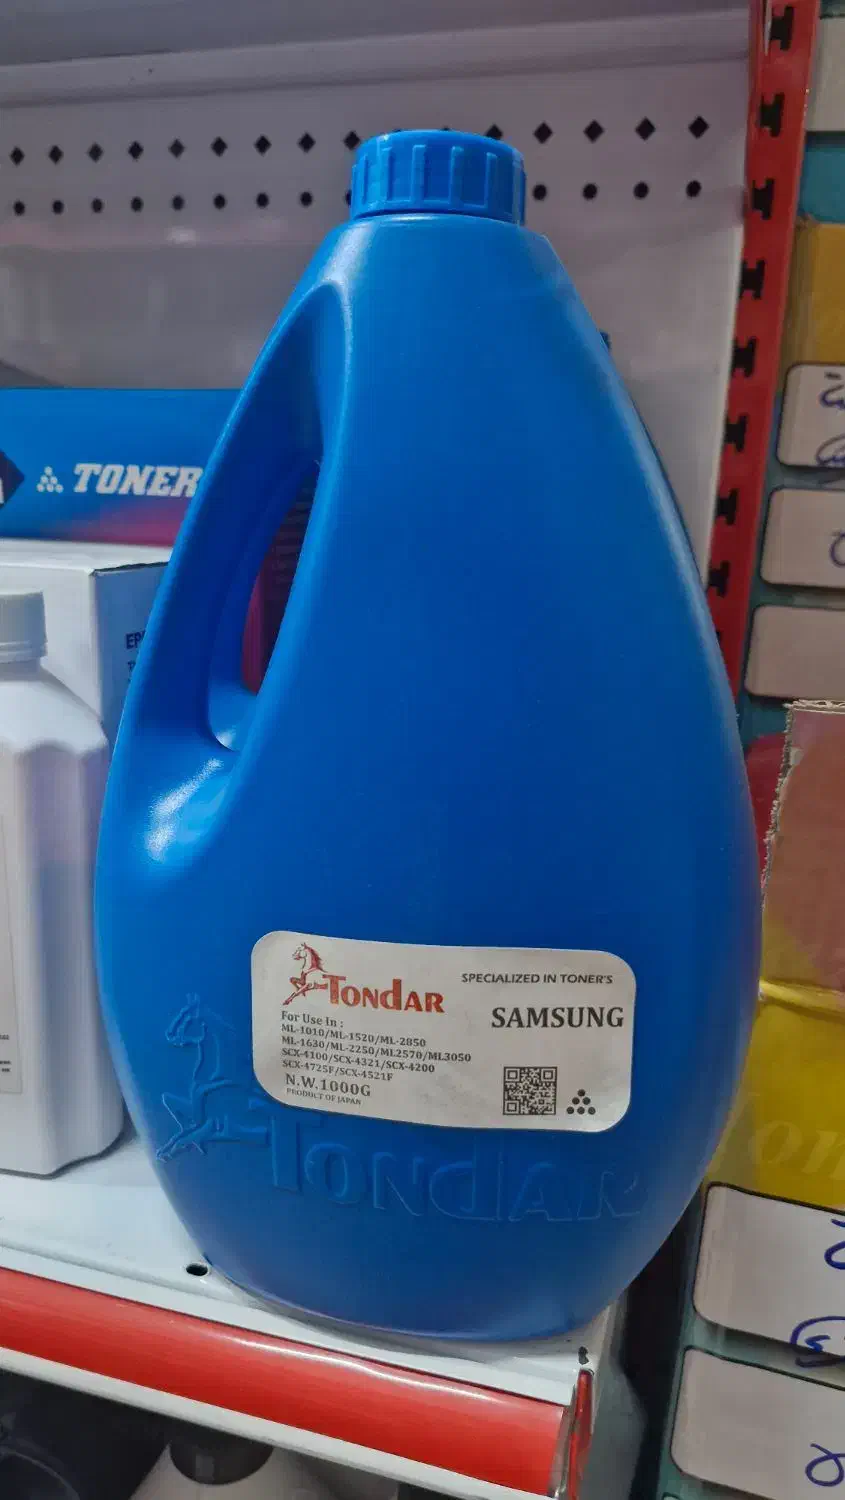 TONER
EP
TONDAR
SPECIALIZED IN TONER'S
SAMSUNG
For Use In :
ML-1010/ML-1520/ML-2850
ML-1630/ML-2250/ML2570/ML3050
SCX-4100/SCX-4321/SCX-4200
SCX-4725F/SCX-4521F
N.W.1000G
PRODUCT OF JAPAN
TONDAR